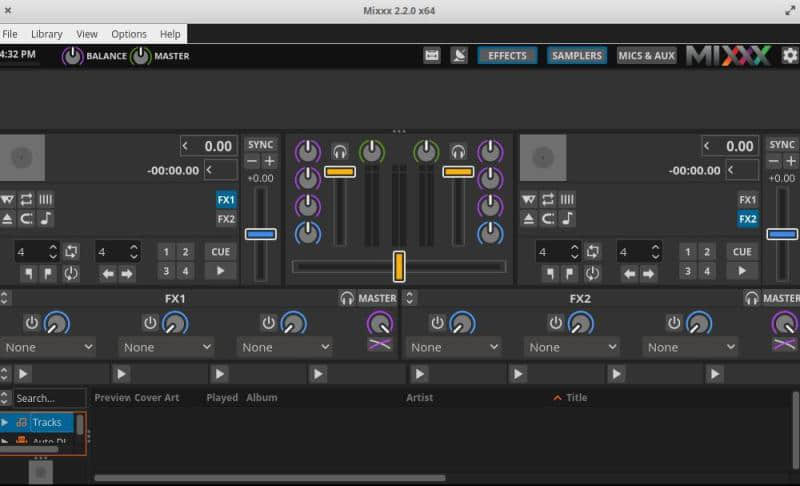 Mixxx 2.2.0 x64
File Library View Options Help
4:32 PM BALANCE MASTER EFFECTS SAMPLERS MICS & AUX MIXXX
0.00 SYNC 0.00 SYNC
-00:00.00 +0.00 -00:00.00 +0.00
FX1 FX1
FX2 FX2
4 4 1 2 CUE 4 4 1 2 CUE
3 4 3 4
FX1 MASTER FX2 MASTER
None None None None None None
Search... Preview Cover Art Played Album Artist Title
Tracks
Auto DJ